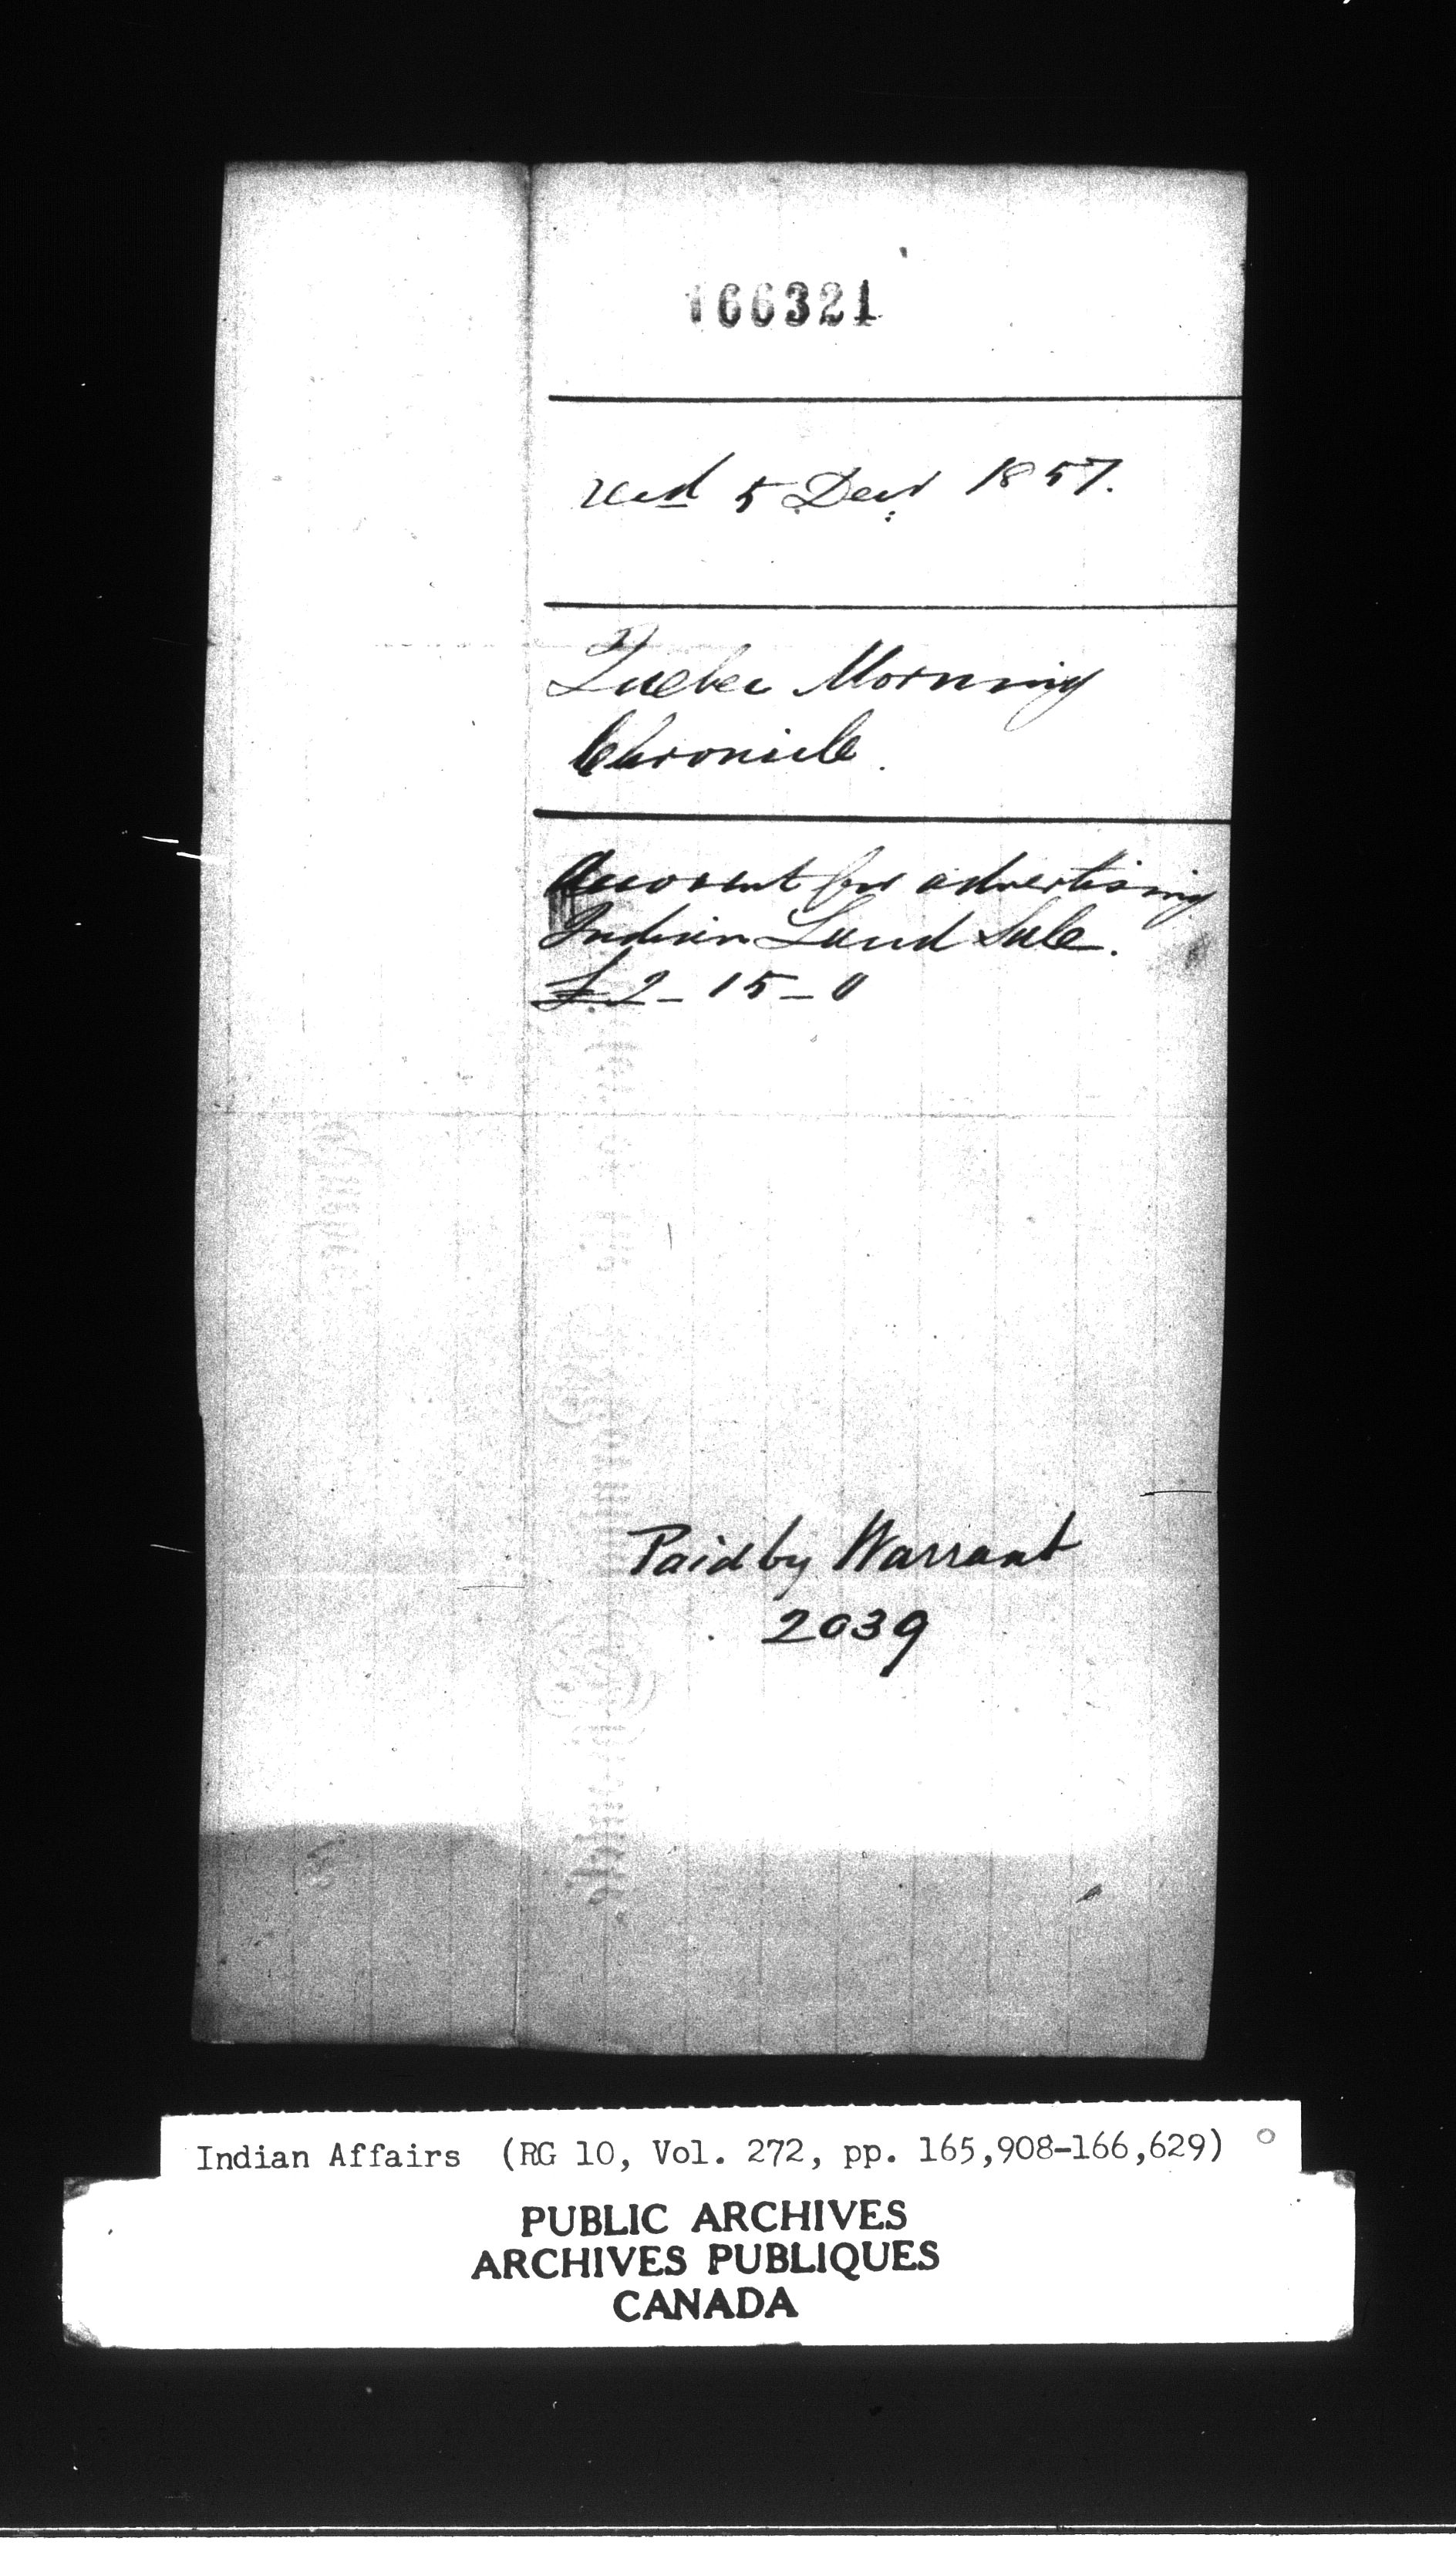 166321
Recd 5 Decr 1857.
Quebec Morning
Chronicle.
Account for advertising
Indian Land Sale.
£2-15-0
Paid by Warrant
2039
Indian Affairs (RG 10, Vol. 272, pp. 165,908-166,629)
PUBLIC ARCHIVES
ARCHIVES PUBLIQUES
CANADA